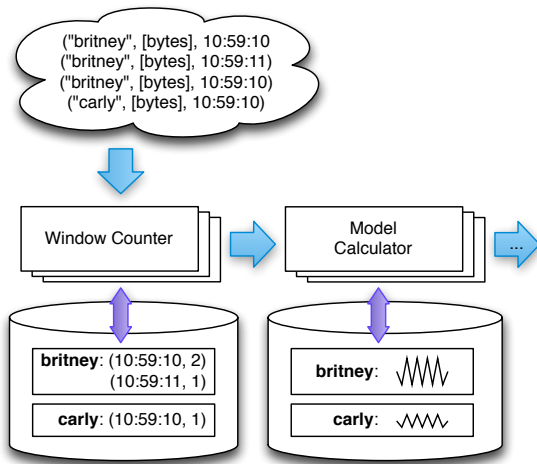 ("britney", [bytes], 10:59:10
("britney", [bytes], 10:59:11)
("britney", [bytes], 10:59:10)
("carly", [bytes], 10:59:10)
Window Counter
Model
Calculator
...
britney: (10:59:10, 2)
(10:59:11, 1)
carly: (10:59:10, 1)
britney:
carly: